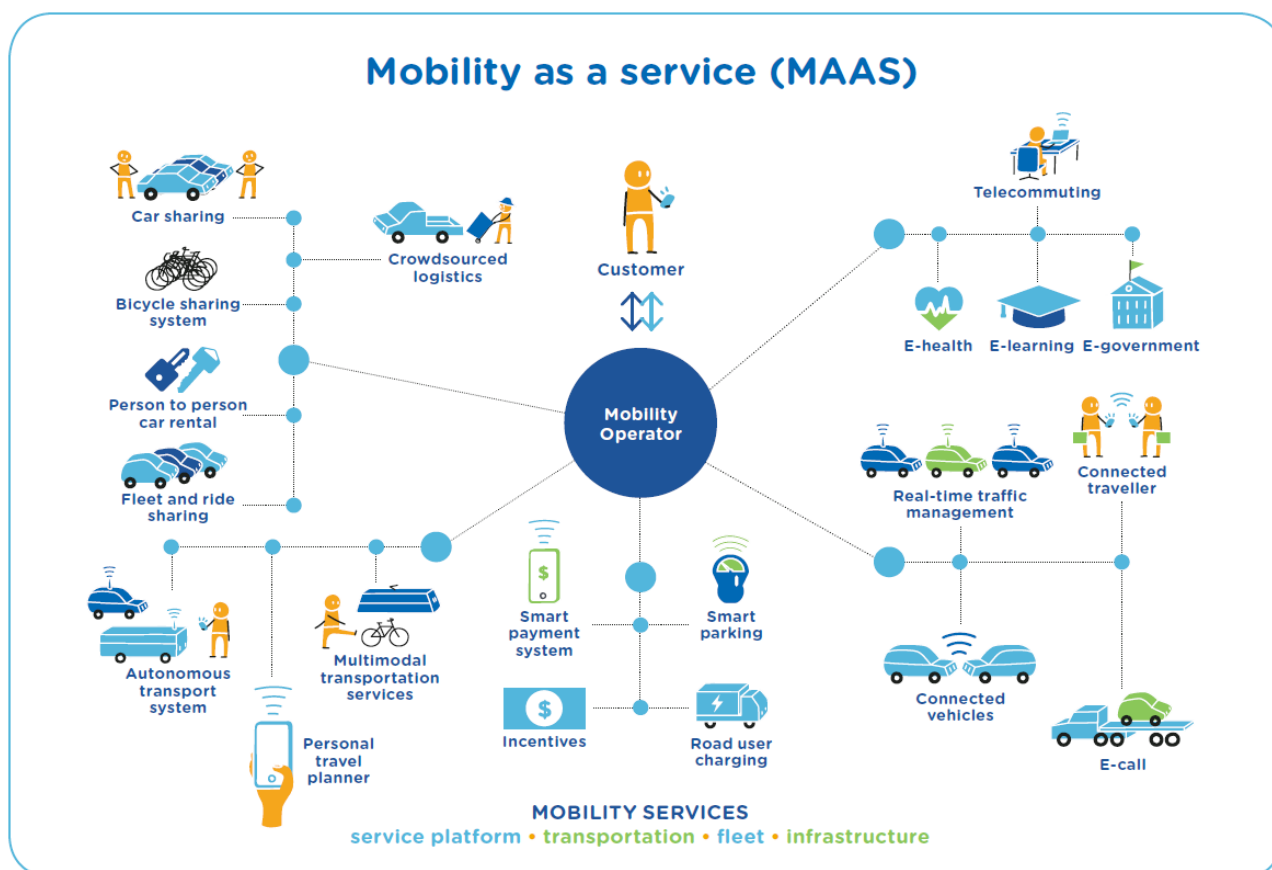 Mobility as a service (MAAS)
Car sharing
Crowdsourced
logistics
Bicycle sharing
system
Person to person
car rental
Fleet and ride
sharing
Customer
Telecommuting
E-health
E-learning
E-government
Mobility
Operator
Real-time traffic
management
Connected
traveller
Autonomous
transport
system
Personal
travel
planner
Multimodal
transportation
services
$
Smart
payment
system
Smart
parking
$
Incentives
Road user
charging
Connected
vehicles
E-call
MOBILITY SERVICES
service platform • transportation • fleet • infrastructure